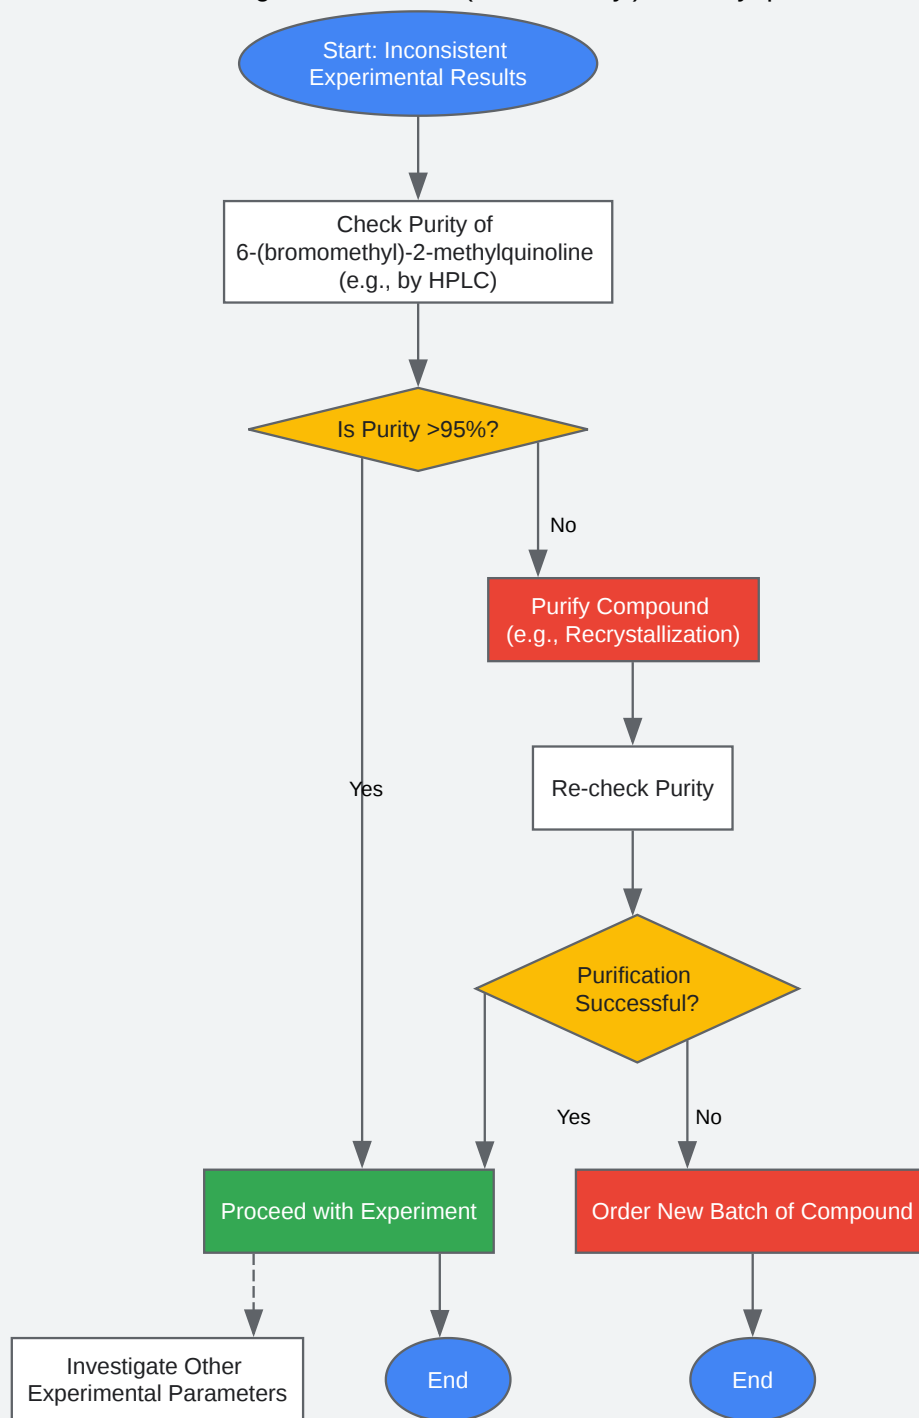 Start: Inconsistent
Experimental Results
Check Purity of
6-(bromomethyl)-2-methylquinoline
(e.g., by HPLC)
Is Purity >95%?
No
Purify Compound
(e.g., Recrystallization)
Re-check Purity
Yes
Purification
Successful?
Yes
No
Proceed with Experiment
Order New Batch of Compound
Investigate Other
Experimental Parameters
End
End